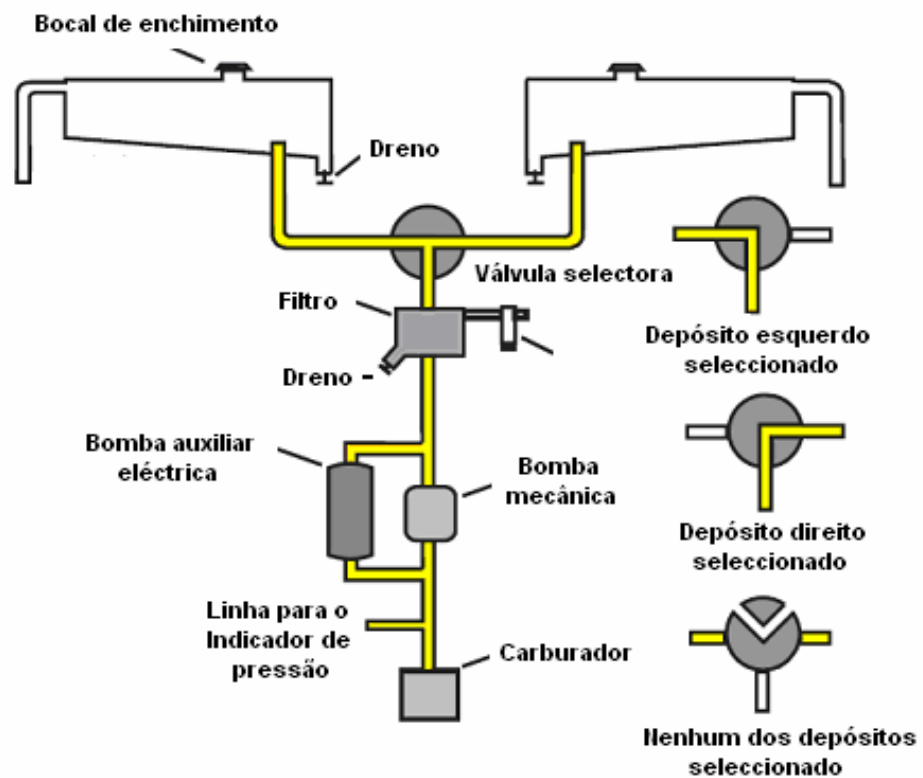 Bocal de enchimento
Dreno
Válvula selectora
Filtro
Dreno -
Depósito esquerdo
seleccionado
Bomba auxiliar
eléctrica
Bomba
mecânica
Depósito direito
seleccionado
Linha para o
Indicador de
pressão
Carburador
Nenhum dos depósitos
seleccionado